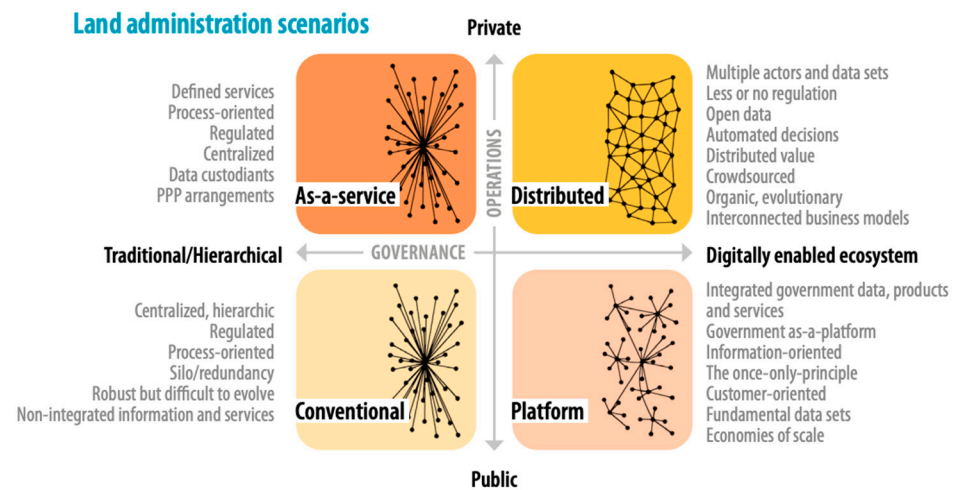 Land administration scenarios
Private
Defined services
Process-oriented
Regulated
Centralized
Data custodiants
PPP arrangements
As-a-service
OPERATIONS
Distributed
Multiple actors and data sets
Less or no regulation
Open data
Automated decisions
Distributed value
Crowdsourced
Organic, evolutionary
Interconnected business models
Traditional/Hierarchical
GOVERNANCE
Digitally enabled ecosystem
Centralized, hierarchic
Regulated
Process-oriented
Silo/redundancy
Robust but difficult to evolve
Non-integrated information and services
Conventional
Platform
Integrated government data, products
and services
Government as-a-platform
Information-oriented
The once-only-principle
Customer-oriented
Fundamental data sets
Economies of scale
Public